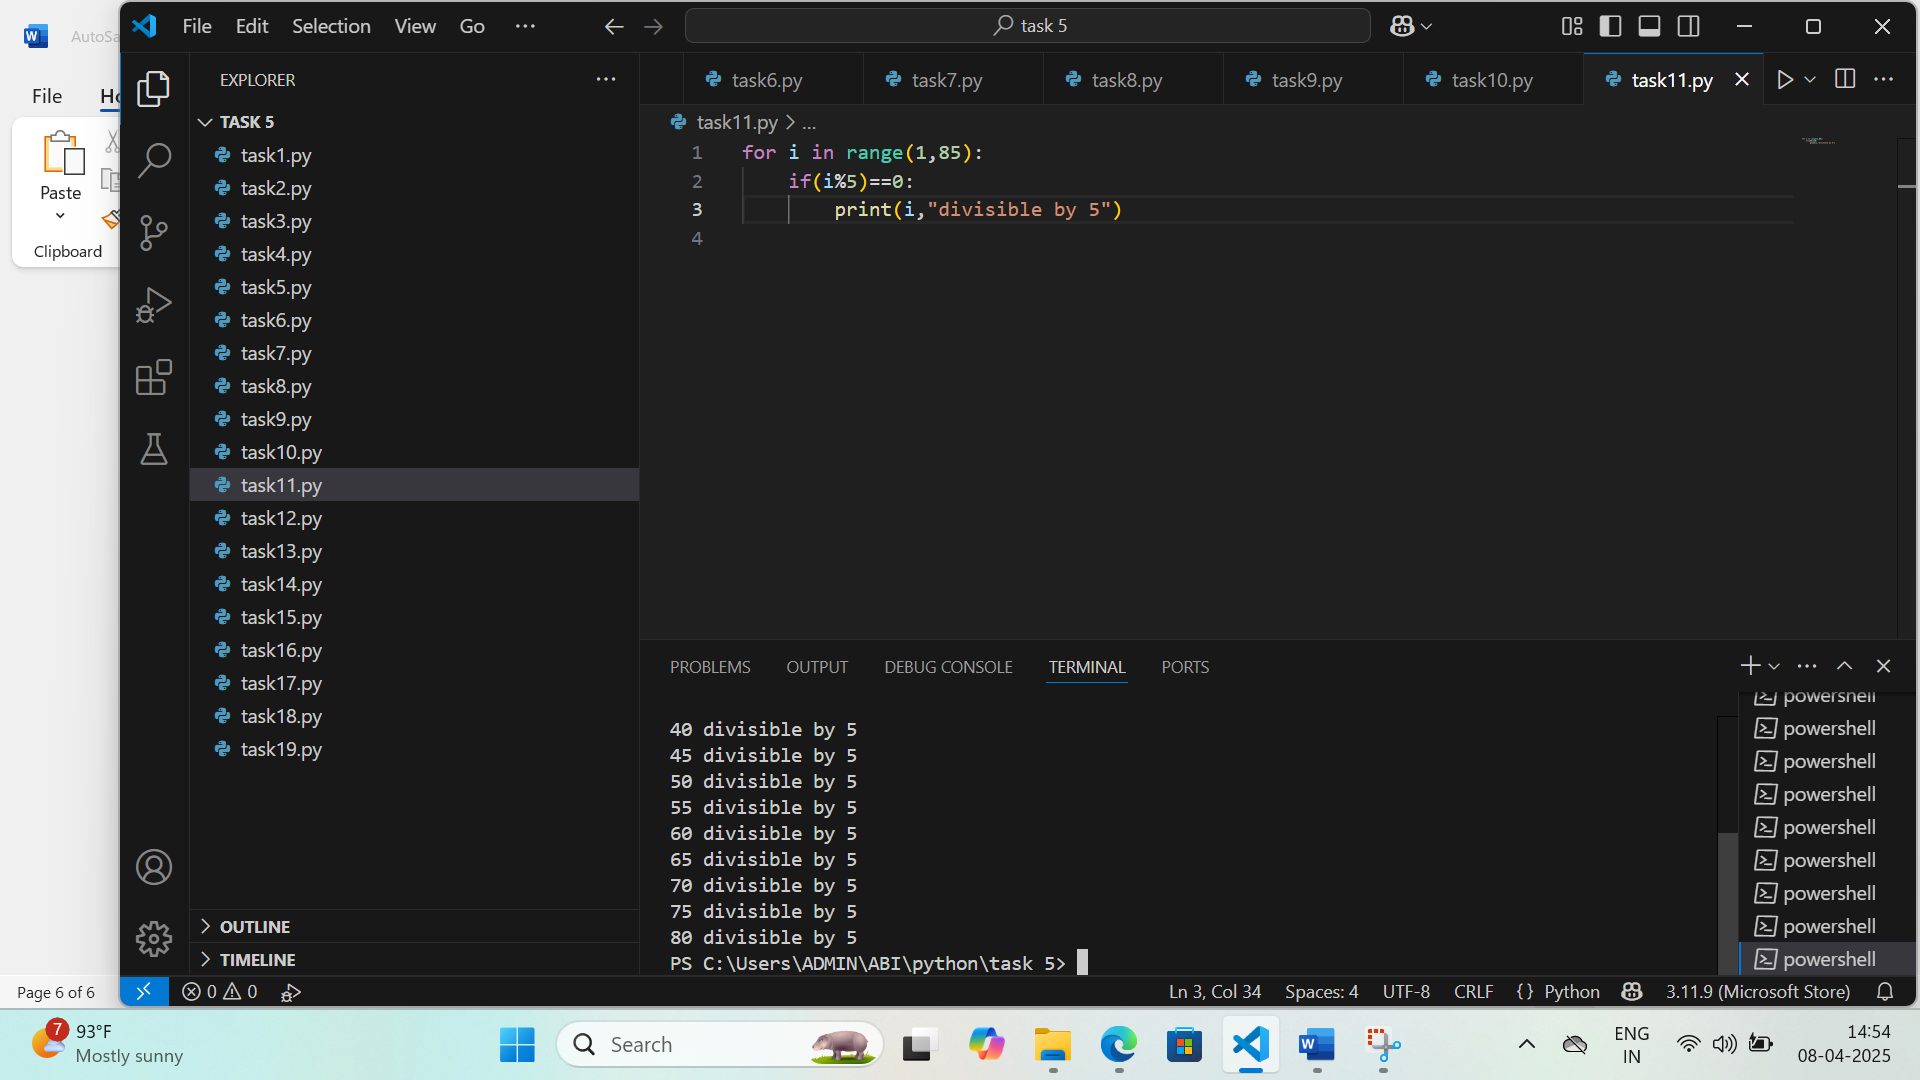 AutoSa
File
Ho
Paste
Clipboard
Page 6 of 6
File Edit Selection View Go ...
task 5
EXPLORER
TASK 5
task1.py
task2.py
task3.py
task4.py
task5.py
task6.py
task7.py
task8.py
task9.py
task10.py
task11.py
task12.py
task13.py
task14.py
task15.py
task16.py
task17.py
task18.py
task19.py
OUTLINE
TIMELINE
task6.py task7.py task8.py task9.py task10.py task11.py
task11.py > ...
1 for i in range(1,85):
2 if(i%5)==0:
3 print(i,"divisible by 5")
4
PROBLEMS OUTPUT DEBUG CONSOLE TERMINAL PORTS
40 divisible by 5
45 divisible by 5
50 divisible by 5
55 divisible by 5
60 divisible by 5
65 divisible by 5
70 divisible by 5
75 divisible by 5
80 divisible by 5
PS C:\Users\ADMIN\ABI\python\task 5>
powershell
powershell
powershell
powershell
powershell
powershell
powershell
powershell
powershell
0 0
Ln 3, Col 34 Spaces: 4 UTF-8 CRLF {} Python 3.11.9 (Microsoft Store)
7
93°F
Mostly sunny
Search
ENG
IN
14:54
08-04-2025